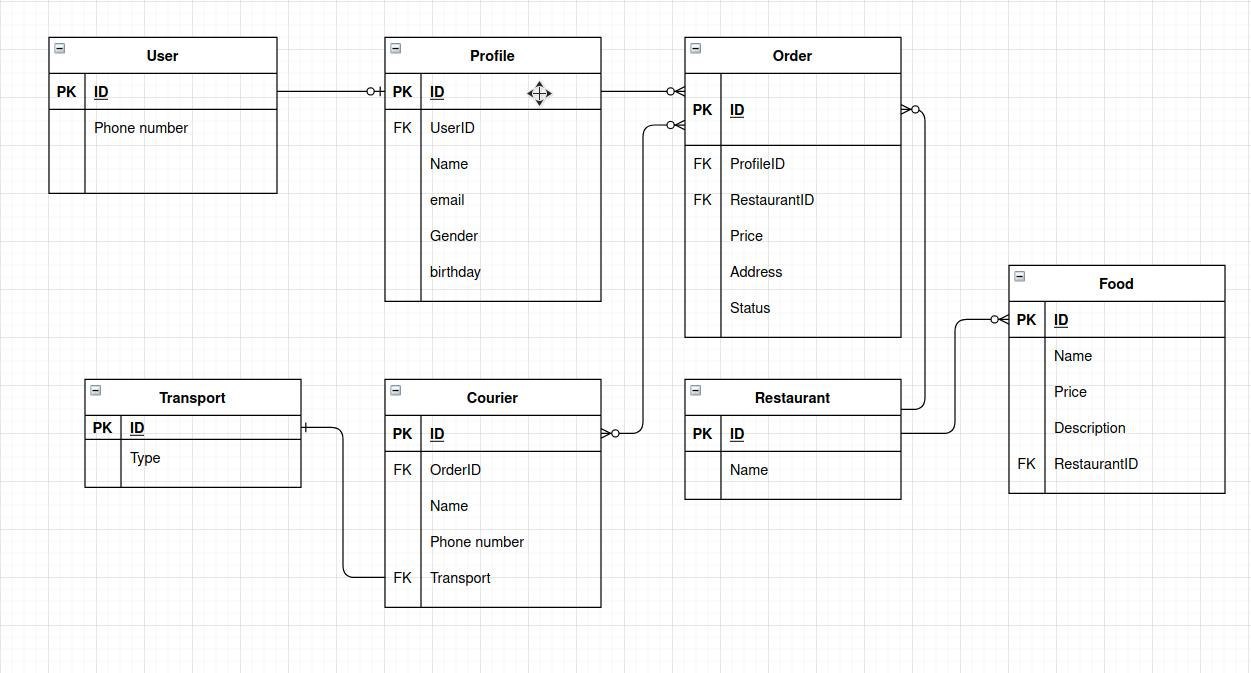 User
PK ID
Phone number
Profile
PK ID
FK UserID
Name
email
Gender
birthday
Order
PK ID
FK ProfileID
FK RestaurantID
Price
Address
Status
Food
PK ID
Name
Price
Description
FK RestaurantID
Transport
PK ID
Type
Courier
PK ID
FK OrderID
Name
Phone number
FK Transport
Restaurant
PK ID
Name